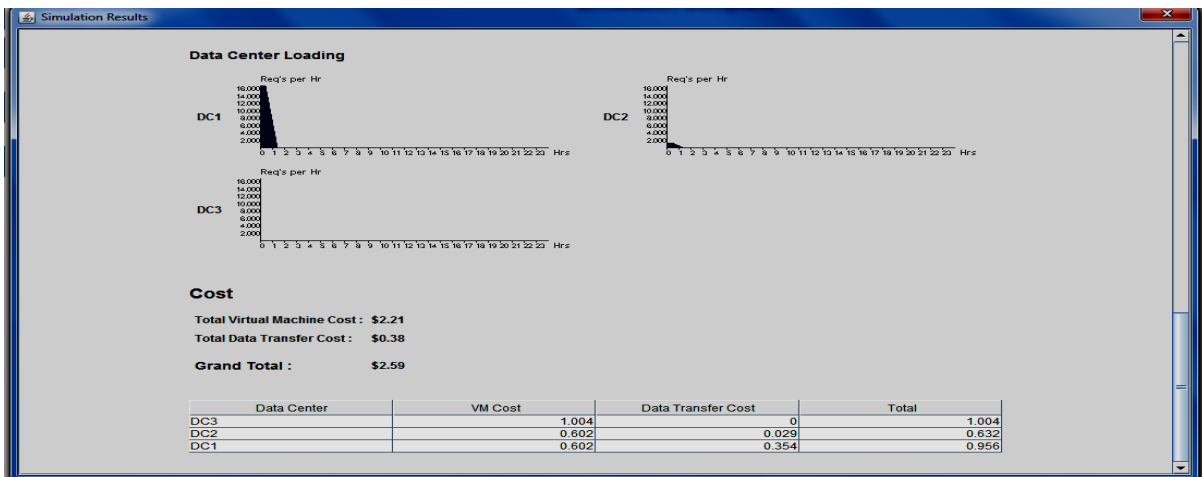 Simulation Results
Data Center Loading
Req's per Hr
16.000
14.000
12.000
10.000
8.000
6.000
4.000
2.000
DC1
0 1 2 3 4 5 6 7 8 9 10 11 12 13 14 15 16 17 18 19 20 21 22 23 Hrs
Req's per Hr
16.000
14.000
12.000
10.000
8.000
6.000
4.000
2.000
DC2
0 1 2 3 4 5 6 7 8 9 10 11 12 13 14 15 16 17 18 19 20 21 22 23 Hrs
Req's per Hr
16.000
14.000
12.000
10.000
8.000
6.000
4.000
2.000
DC3
0 1 2 3 4 5 6 7 8 9 10 11 12 13 14 15 16 17 18 19 20 21 22 23 Hrs
Cost
Total Virtual Machine Cost : $2.21
Total Data Transfer Cost : $0.38
Grand Total : $2.59
Data Center VM Cost Data Transfer Cost Total
DC3 1.004 0 1.004
DC2 0.602 0.029 0.632
DC1 0.602 0.354 0.956